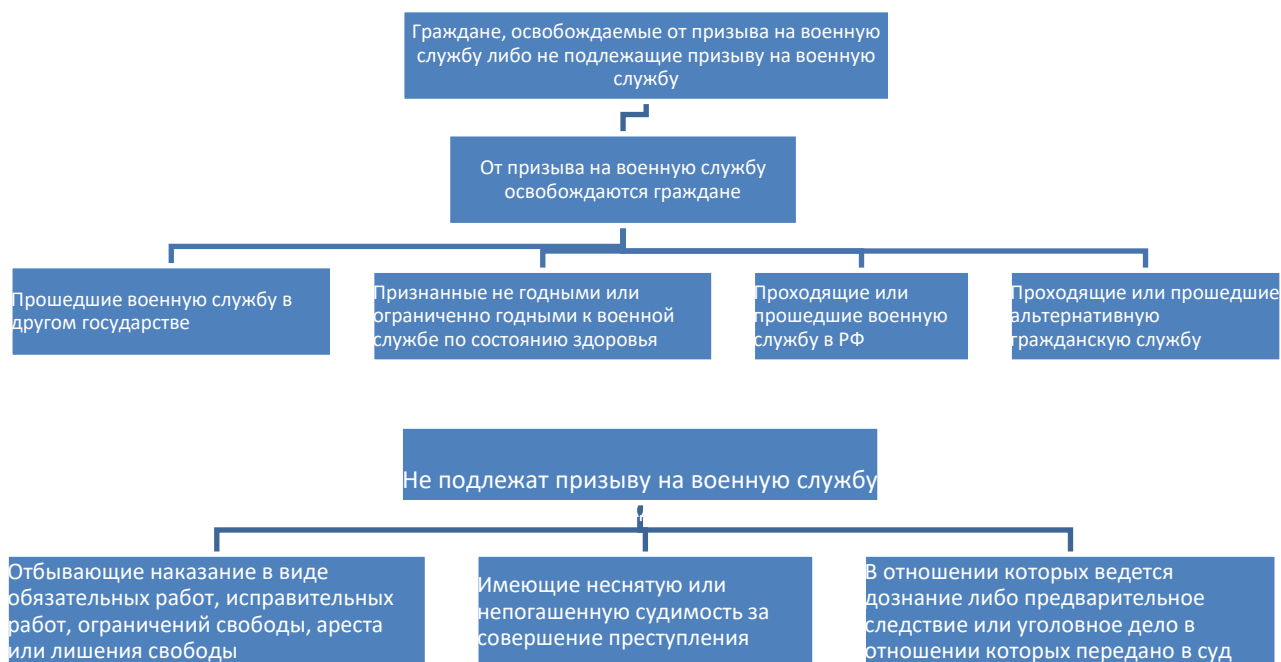 Граждане, освобождаемые от призыва на военную
службу либо не подлежащие призыву на военную
службу
От призыва на военную службу
освобождаются граждане
Прошедшие военную службу в
другом государстве
Признанные не годными или
ограниченно годными к военной
службе по состоянию здоровья
Проходящие или
прошедшие военную
службу в РФ
Проходящие или прошедшие
альтернативную
гражданскую службу
Не подлежат призыву на военную службу
Отбывающие наказание в виде
обязательных работ, исправительных
работ, ограничений свободы, ареста
или лишения свободы
Имеющие неснятую или
непогашенную судимость за
совершение преступления
В отношении которых ведется
дознание либо предварительное
следствие или уголовное дело в
отношении которых передано в суд